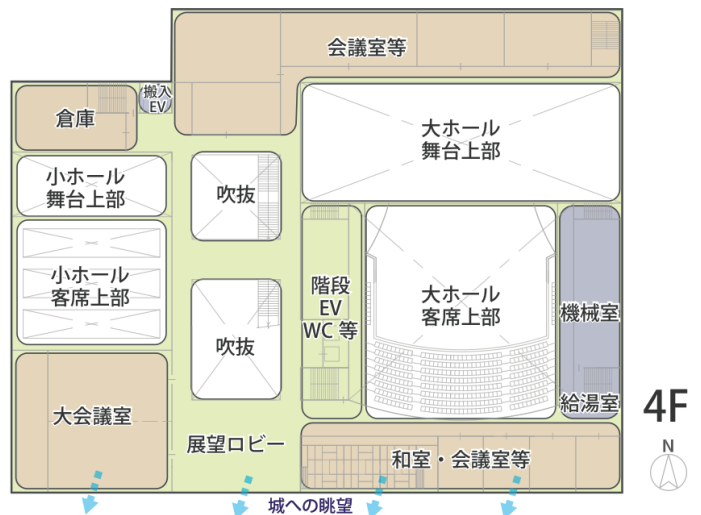 会議室等
搬入
EV
倉庫
大ホール
舞台上部
小ホール
舞台上部
吹抜
小ホール
客席上部
階段
EV
WC 等
大ホール
客席上部
機械室
吹抜
大会議室
給湯室
4F
展望ロビー
和室・会議室等
N
城への眺望